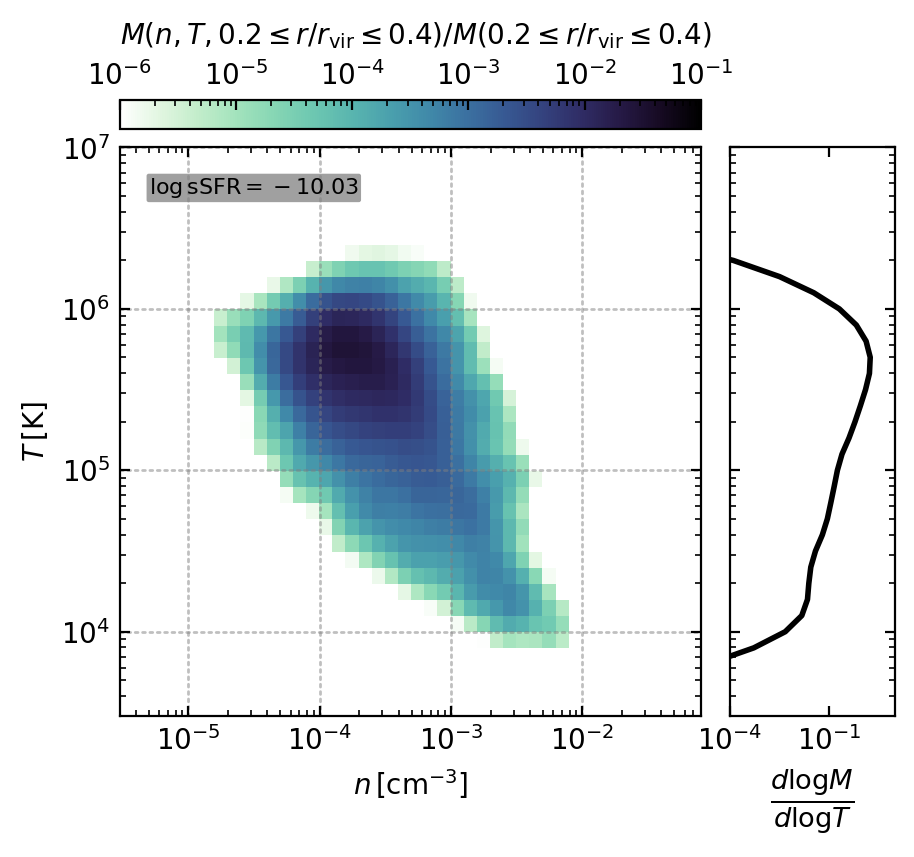 M(n, T, 0.2 ≤ r/r_vir ≤ 0.4)/M(0.2 ≤ r/r_vir ≤ 0.4)
10^−6 10^−5 10^−4 10^−3 10^−2 10^−1
log sSFR = −10.03
10^7
10^6
10^5
10^4
T [K]
10^−5 10^−4 10^−3 10^−2 10^−4 10^−1
n [cm^−3]
dlogM
dlogT